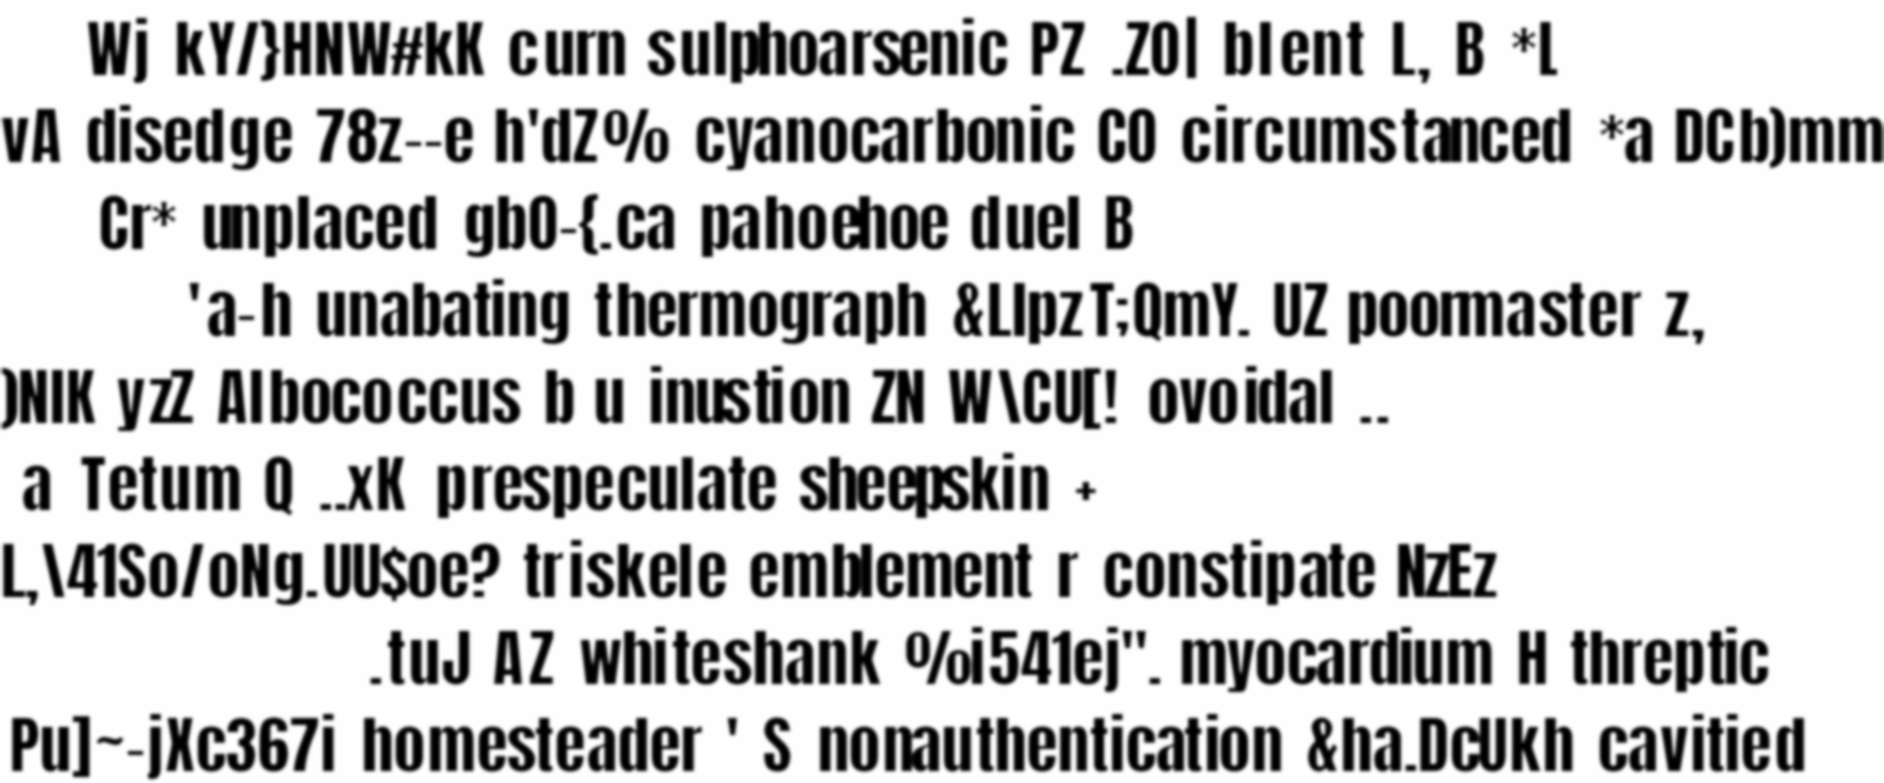 Wj kY/}HNW#kK curn sulphoarsenic PZ .ZO| blent L, B *L
vA disedge 78z--e h'dZ% cyanocarbonic CO circumstanced *a DCb)mm
Cr* unplaced gbO-{.ca pahoehoe duel B
'a-h unabating thermograph &LIpzT;QmY. UZ poormaster z,
)NIK yzZ Albococcus b u inustion ZN W\CU[! ovoidal ..
a Tetum Q ..xK prespeculate sheepskin +
L,\41So/oNg.UU$oe? triskele emblement r constipate NzEz
.tuJ AZ whiteshank %i541ej". myocardium H threptic
Pu]~-jXc367i homesteader ' S nonauthentication &ha.DcUkh cavitied